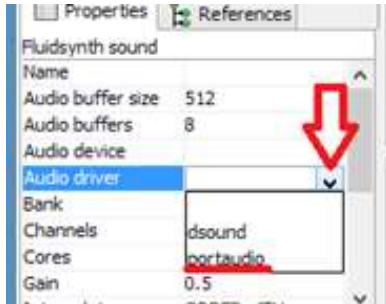 Properties References
Fluidsynth sound
Name
Audio buffer size 512
Audio buffers 8
Audio device
Audio driver
Bank
Channels dsound
Cores portaudio
Gain 0.5